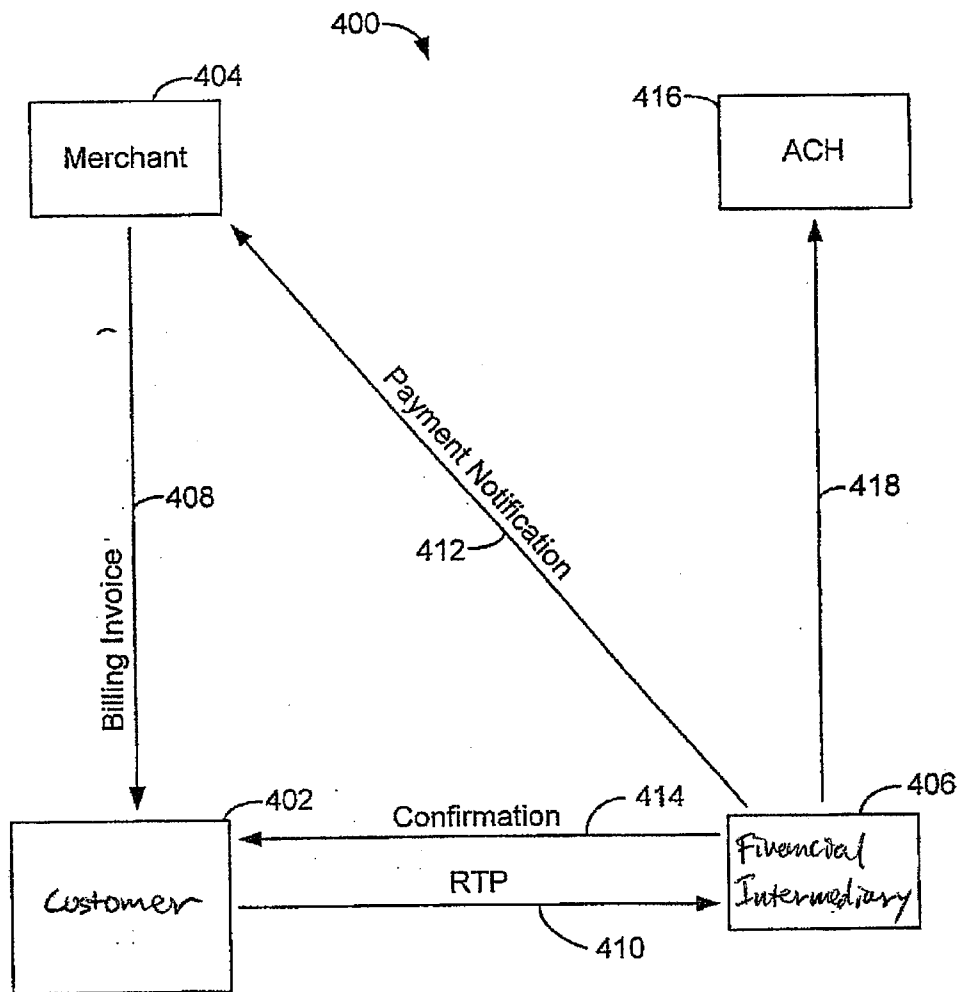 400
404
Merchant
416
ACH
408
Billing Invoice
Payment Notification
412
418
402
Customer
Confirmation
414
RTP
410
406
Financial
Intermediary